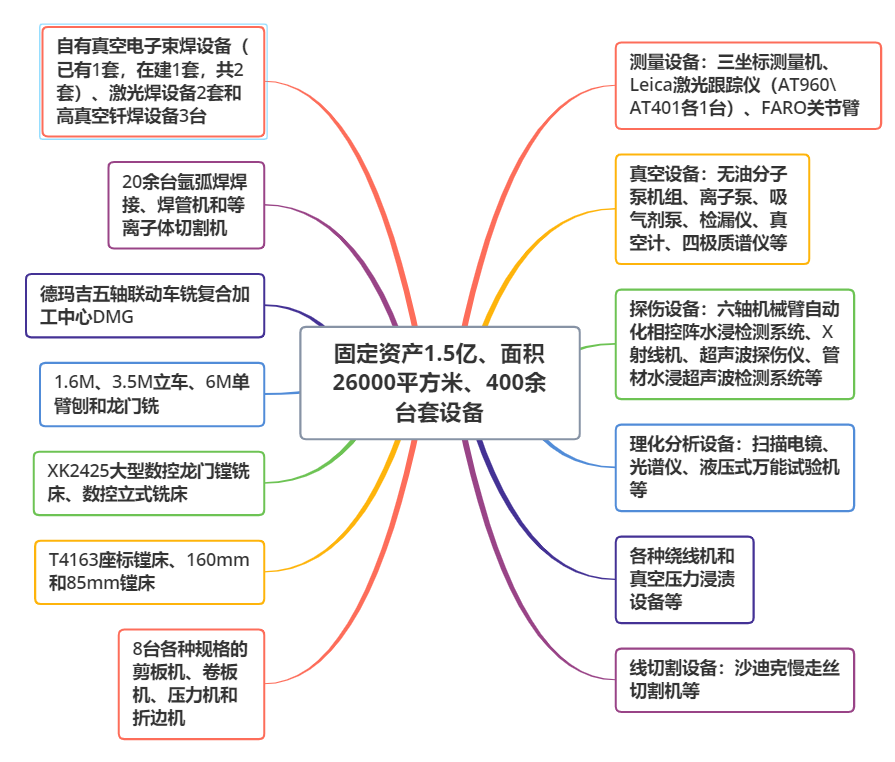 自有真空电子束焊设备（
已有1套，在建1套，共2
套）、激光焊设备2套和
高真空钎焊设备3台
20余台氩弧焊焊
接、焊管机和等
离子体切割机
德玛吉五轴联动车铣复合加
工中心DMG
1.6M、3.5M立车、6M单
臂刨和龙门铣
XK2425大型数控龙门镗铣
床、数控立式铣床
T4163座标镗床、160mm
和85mm镗床
8台各种规格的
剪板机、卷板
机、压力机和
折边机
固定资产1.5亿、面积
26000平方米、400余
台套设备
测量设备：三坐标测量机、
Leica激光跟踪仪（AT960\
AT401各1台）、FARO关节臂
真空设备：无油分子
泵机组、离子泵、吸
气剂泵、检漏仪、真
空计、四极质谱仪等
探伤设备：六轴机械臂自动
化相控阵水浸检测系统、X
射线机、超声波探伤仪、管
材水浸超声波检测系统等
理化分析设备：扫描电镜、
光谱仪、液压式万能试验机
等
各种绕线机和
真空压力浸渍
设备等
线切割设备：沙迪克慢走丝
切割机等